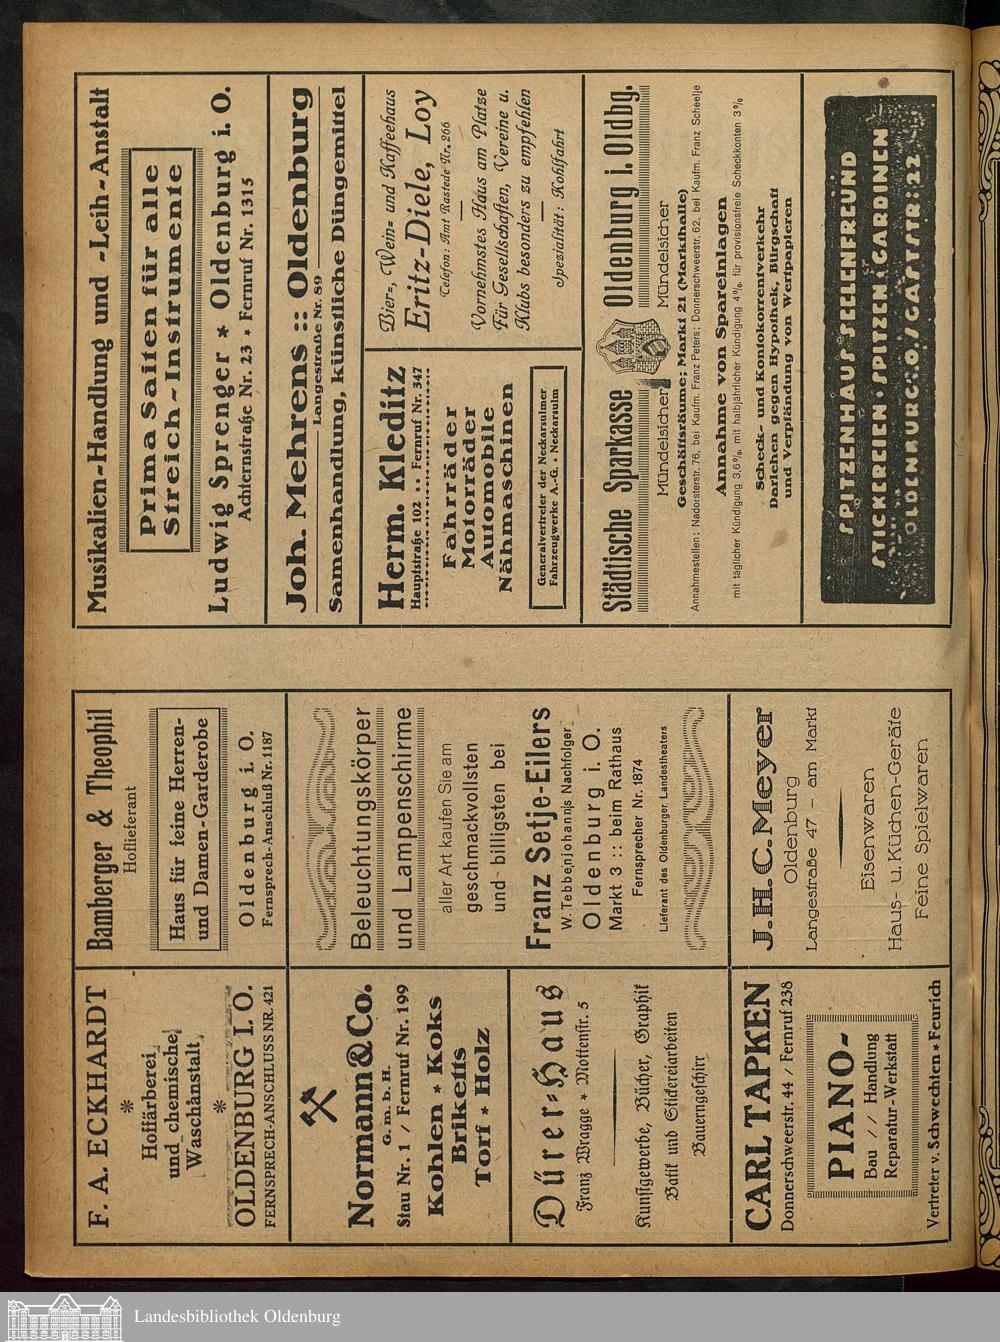 F. A. ECKHARDT
*
Hoffärberei
und chemische
Waschanstalt
*
OLDENBURG I. O.
FERNSPRECH-ANSCHLUSS NR. 421
Bamberger & Theophil
Hoflieferant
Haus für feine Herren-
und Damen-Garderobe
Oldenburg i. O.
Fernsprech-Anschluß Nr. 1187
Normann & Co.
G. m. b. H.
Stau Nr. 1 / Fernruf Nr. 199
Kohlen * Koks
Briketts
Torf * Holz
Dürer-Haus
Franz Wragge * Mottenstr. 5
Kunstgewerbe, Bücher, Graphik
Batik und Stickereiarbeiten
Bauerngeschirr
Beleuchtungskörper
und Lampenschirme
aller Art kaufen Sie am
geschmackvollsten
und billigsten bei
Franz Setje-Eilers
W. Tebbenjohanns Nachfolger
Oldenburg i. O.
Markt 3 :: beim Rathaus
Fernsprecher Nr. 1874
Lieferant des Oldenburger Landestheaters
CARL TAPKEN
Donnerschweerstr. 44 / Fernruf 238
PIANO-
Bau // Handlung
Reparatur-Werkstatt
Vertreter v. Schwechten * Feurich
J. H. C. Meyer
Oldenburg
Langestraße 47 – am Markt
Eisenwaren
Haus- u. Küchen-Geräte
Feine Spielwaren
Musikalien-Handlung und -Leih-Anstalt
Prima Saiten für alle
Streich-Instrumente
Ludwig Sprenger * Oldenburg i. O.
Achternstraße Nr. 23 * Fernruf Nr. 1315
Joh. Mehrens :: Oldenburg
Langestraße Nr. 89
Samenhandlung, künstliche Düngemittel
Herm. Kleditz
Hauptstraße 102 ** Fernruf Nr. 347
Fahrräder
Motorräder
Automobile
Nähmaschinen
Generalvertreter der Neckarsulmer
Fahrzeugwerke A.-G. * Neckarsulm
Bier-, Wein- und Kaffeehaus
Eritz-Diele, Loy
Telefon: Amt Rastede Nr. 266
Vornehmstes Haus am Platze
Für Gesellschaften, Vereine u.
Klubs besonders zu empfehlen
Spezialität: Kohlfahrt
Städtische Sparkasse Oldenburg i. Oldbg.
Mündelsicher Mündelsicher
Geschäftsräume: Markt 21 (Markthalle)
Annahmestellen: Nadorsterstr. 76, bei Kaufm. Franz Peters; Donnerschweerstr. 62, bei Kaufm. Franz Scheelje
Annahme von Spareinlagen
mit täglicher Kündigung 3,6%, mit halbjährlicher Kündigung 4%, für provisionsfreie Scheckkonten 3%
Scheck- und Kontokorrentverkehr
Darlehen gegen Hypothek, Bürgschaft
und Verpfändung von Wertpapieren
SPITZENHAUS SEELENFREUND
STICKEREIEN · SPITZEN · GARDINEN
OLDENBURG i. O. / GASTSTR. 22
Landesbibliothek Oldenburg